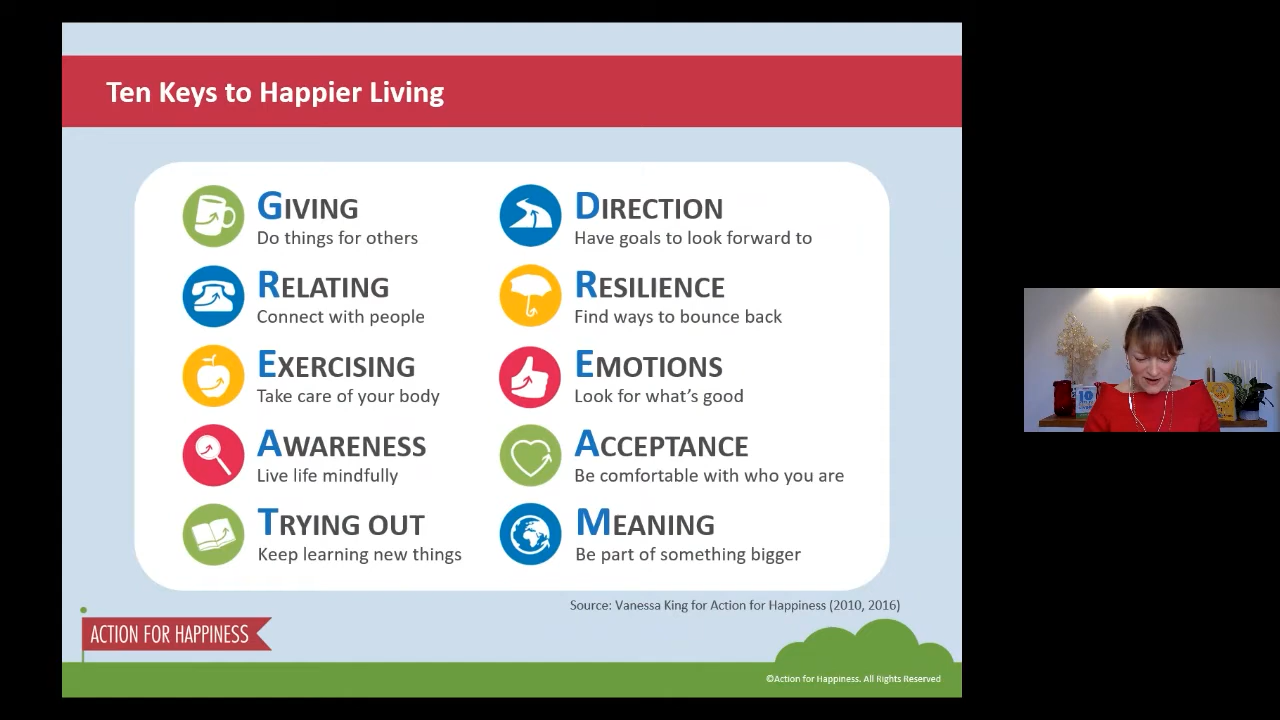 Ten Keys to Happier Living
GIVING
Do things for others
RELATING
Connect with people
EXERCISING
Take care of your body
AWARENESS
Live life mindfully
TRYING OUT
Keep learning new things
DIRECTION
Have goals to look forward to
RESILIENCE
Find ways to bounce back
EMOTIONS
Look for what's good
ACCEPTANCE
Be comfortable with who you are
MEANING
Be part of something bigger
Source: Vanessa King for Action for Happiness (2010, 2016)
ACTION FOR HAPPINESS
©Action for Happiness. All Rights Reserved
10